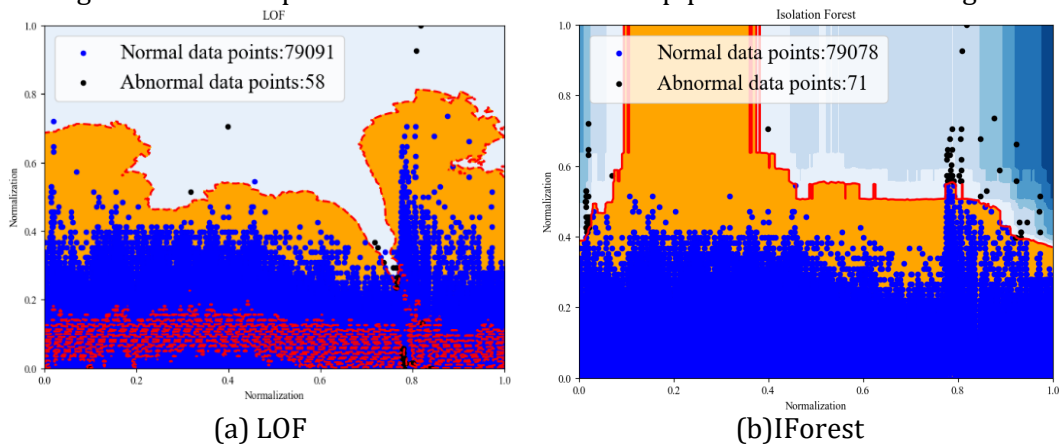 LOF
Normal data points:79091
Abnormal data points:58
Normalization
1.0
0.8
0.6
0.4
0.2
0.0
0.0 0.2 0.4 0.6 0.8 1.0
Normalization
(a) LOF
Isolation Forest
Normal data points:79078
Abnormal data points:71
Normalization
1.0
0.8
0.6
0.4
0.2
0.0
0.0 0.2 0.4 0.6 0.8 1.0
Normalization
(b)IForest